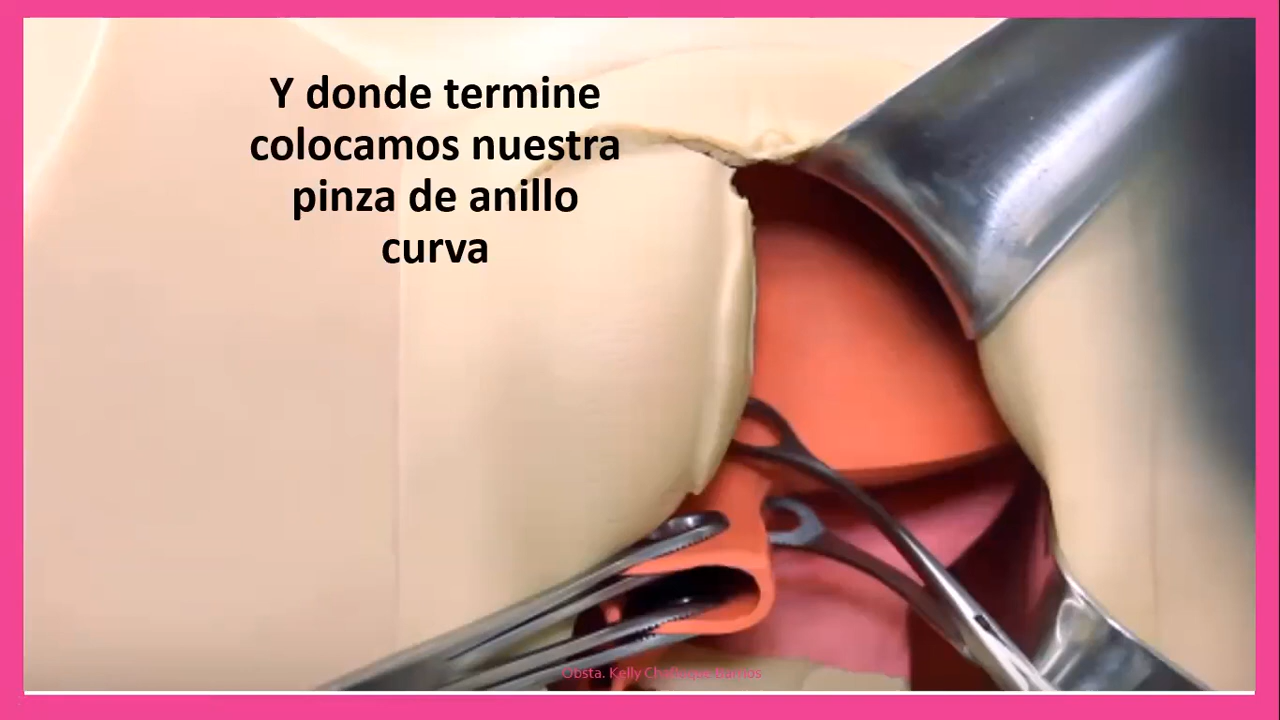 Y donde termine
colocamos nuestra
pinza de anillo
curva
Obsta. Kelly